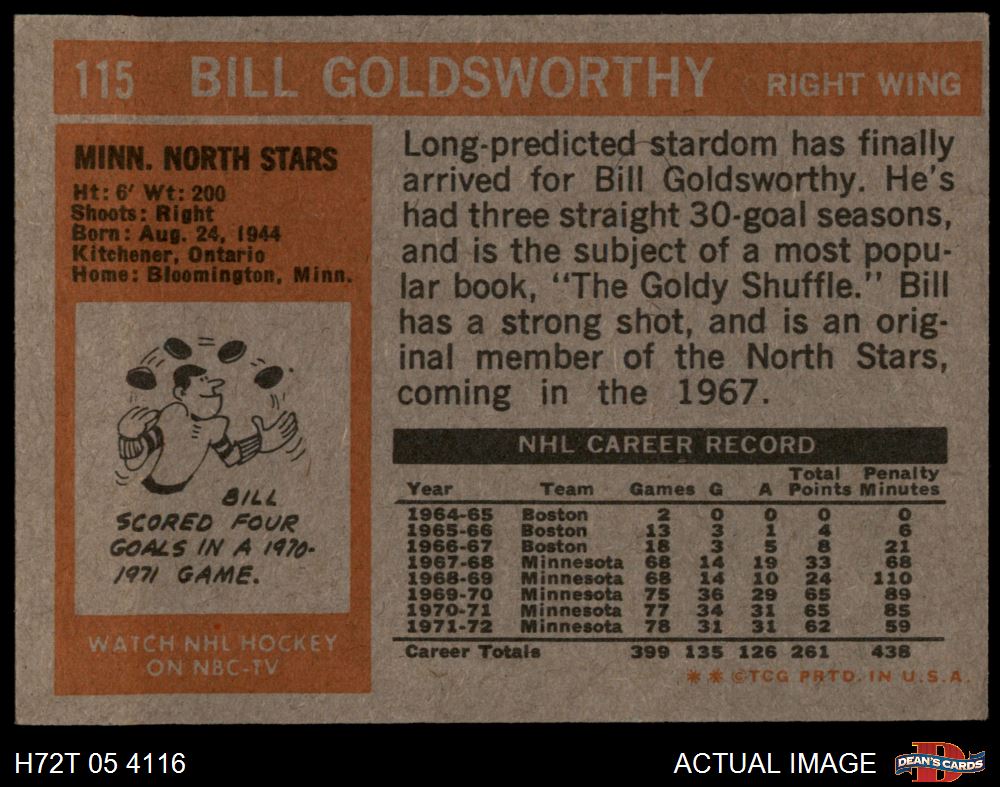 115 BILL GOLDSWORTHY RIGHT WING
MINN. NORTH STARS
Ht: 6' Wt: 200
Shoots: Right
Born: Aug. 24, 1944
Kitchener, Ontario
Home: Bloomington, Minn.
BILL
SCORED FOUR
GOALS IN A 1970-
1971 GAME.
WATCH NHL HOCKEY
ON NBC-TV
Long-predicted stardom has finally
arrived for Bill Goldsworthy. He's
had three straight 30-goal seasons,
and is the subject of a most popu-
lar book, "The Goldy Shuffle." Bill
has a strong shot, and is an orig-
inal member of the North Stars,
coming in the 1967.
NHL CAREER RECORD
Total Penalty
Year Team Games G A Points Minutes
1964-65 Boston 2 0 0 0 0
1965-66 Boston 13 3 1 4 6
1966-67 Boston 18 3 5 8 21
1967-68 Minnesota 68 14 19 33 68
1968-69 Minnesota 68 14 10 24 110
1969-70 Minnesota 75 36 29 65 89
1970-71 Minnesota 77 34 31 65 85
1971-72 Minnesota 78 31 31 62 59
Career Totals 399 135 126 261 438
* * ©TCG PRTD. IN U.S.A.
H72T 05 4116 ACTUAL IMAGE DEAN'S CARDS